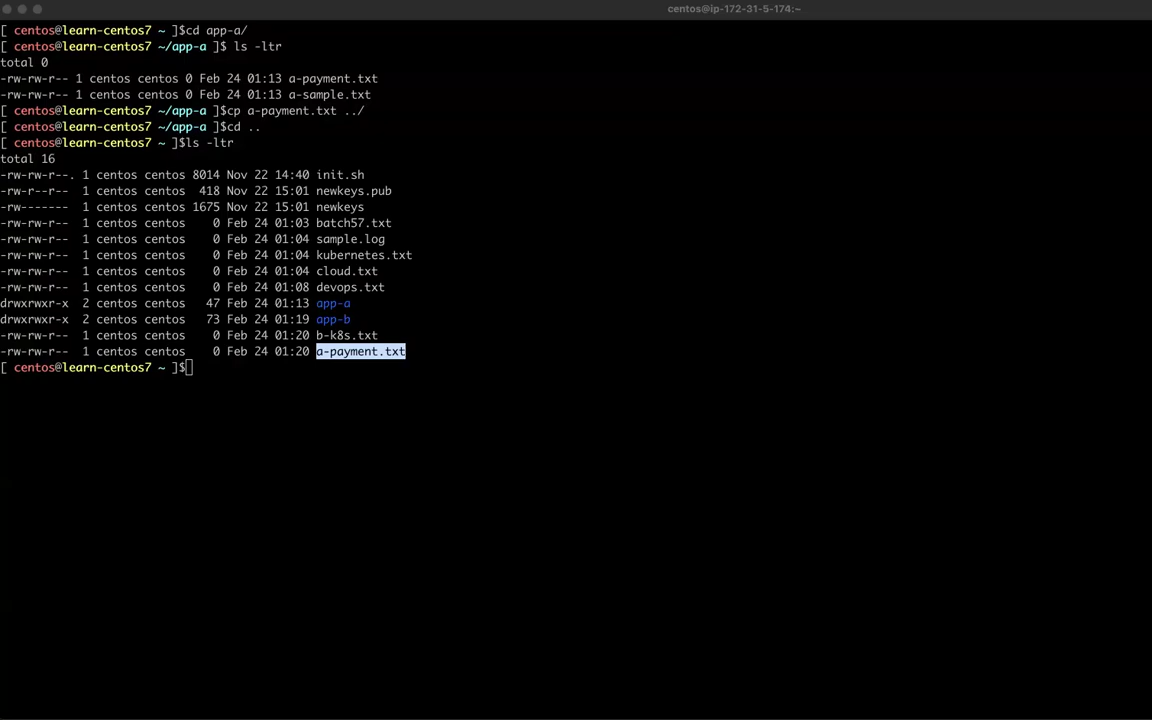 centos@ip-172-31-5-174:~
[ centos@learn-centos7 ~ ]$cd app-a/
[ centos@learn-centos7 ~/app-a ]$ ls -ltr
total 0
-rw-rw-r-- 1 centos centos 0 Feb 24 01:13 a-payment.txt
-rw-rw-r-- 1 centos centos 0 Feb 24 01:13 a-sample.txt
[ centos@learn-centos7 ~/app-a ]$cp a-payment.txt ../
[ centos@learn-centos7 ~/app-a ]$cd ..
[ centos@learn-centos7 ~ ]$ls -ltr
total 16
-rw-rw-r--. 1 centos centos 8014 Nov 22 14:40 init.sh
-rw-r--r--  1 centos centos  418 Nov 22 15:01 newkeys.pub
-rw-------  1 centos centos 1675 Nov 22 15:01 newkeys
-rw-rw-r--  1 centos centos    0 Feb 24 01:03 batch57.txt
-rw-rw-r--  1 centos centos    0 Feb 24 01:04 sample.log
-rw-rw-r--  1 centos centos    0 Feb 24 01:04 kubernetes.txt
-rw-rw-r--  1 centos centos    0 Feb 24 01:04 cloud.txt
-rw-rw-r--  1 centos centos    0 Feb 24 01:08 devops.txt
drwxrwxr-x  2 centos centos   47 Feb 24 01:13 app-a
drwxrwxr-x  2 centos centos   73 Feb 24 01:19 app-b
-rw-rw-r--  1 centos centos    0 Feb 24 01:20 b-k8s.txt
-rw-rw-r--  1 centos centos    0 Feb 24 01:20 a-payment.txt
[ centos@learn-centos7 ~ ]$